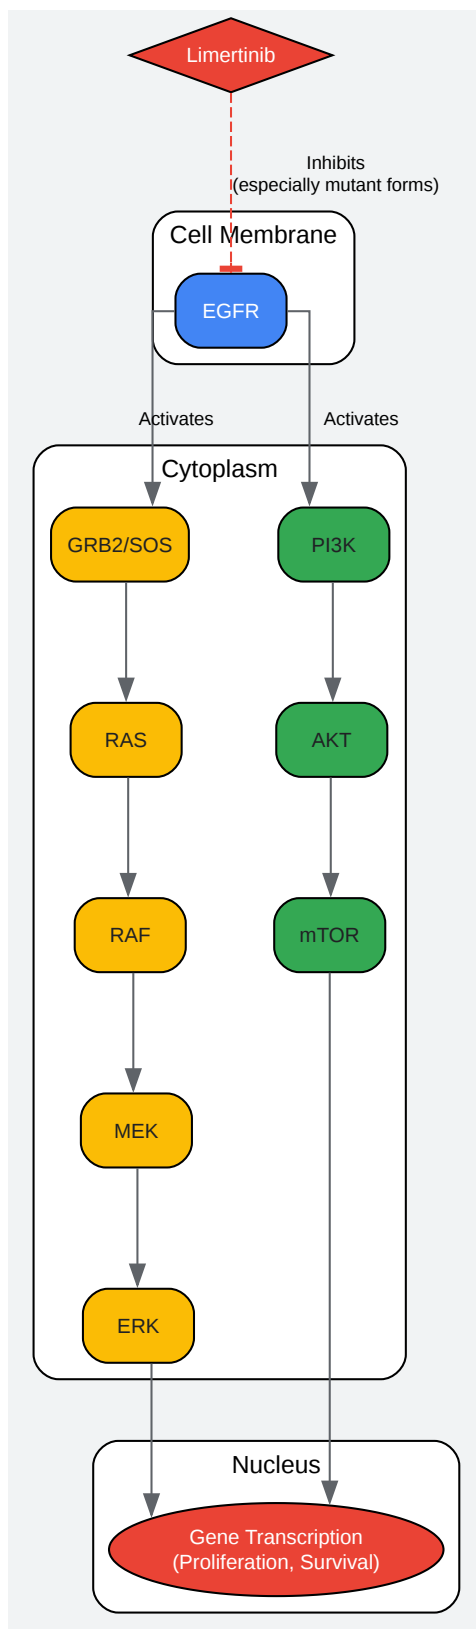 Limertinib
Inhibits
(especially mutant forms)
Cell Membrane
EGFR
Activates
Activates
Cytoplasm
GRB2/SOS
PI3K
RAS
AKT
RAF
mTOR
MEK
ERK
Nucleus
Gene Transcription
(Proliferation, Survival)